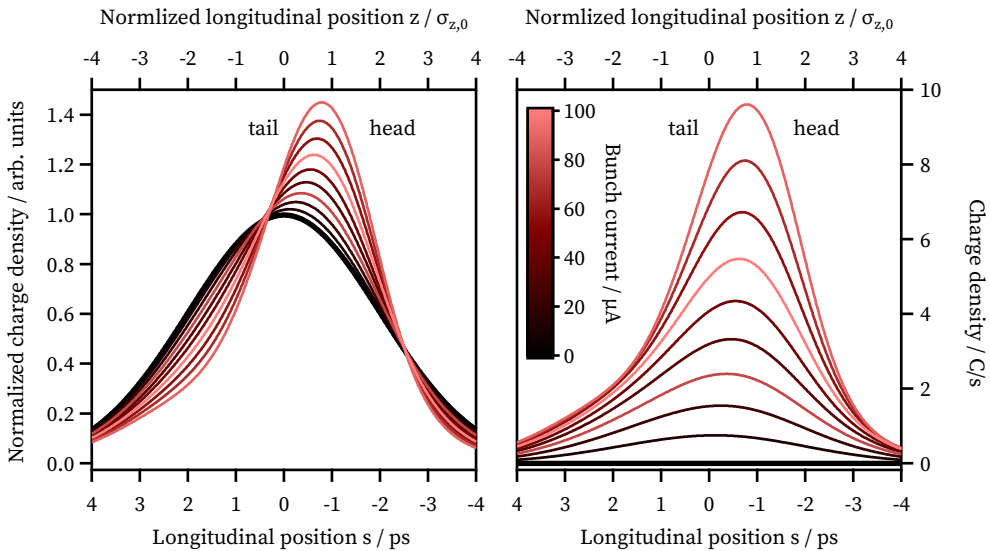 Normlized longitudinal position z / σz,0
-4 -3 -2 -1 0 1 2 3 4
Normalized charge density / arb. units
1.4
1.2
1.0
0.8
0.6
0.4
0.2
0.0
tail head
4 3 2 1 0 -1 -2 -3 -4
Longitudinal position s / ps
Normlized longitudinal position z / σz,0
-4 -3 -2 -1 0 1 2 3 4
tail head
100
80
60
40
20
0
Bunch current / μA
10
8
6
4
2
0
Charge density / C/s
4 3 2 1 0 -1 -2 -3 -4
Longitudinal position s / ps